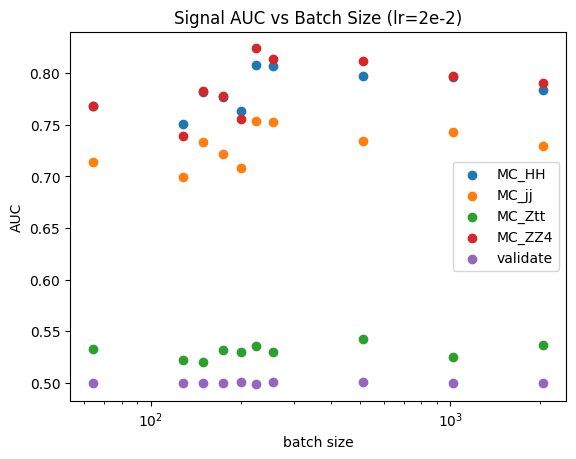 Signal AUC vs Batch Size (lr=2e-2)
AUC
0.80
0.75
0.70
0.65
0.60
0.55
0.50
MC_HH
MC_jj
MC_Ztt
MC_ZZ4
validate
10²
10³
batch size